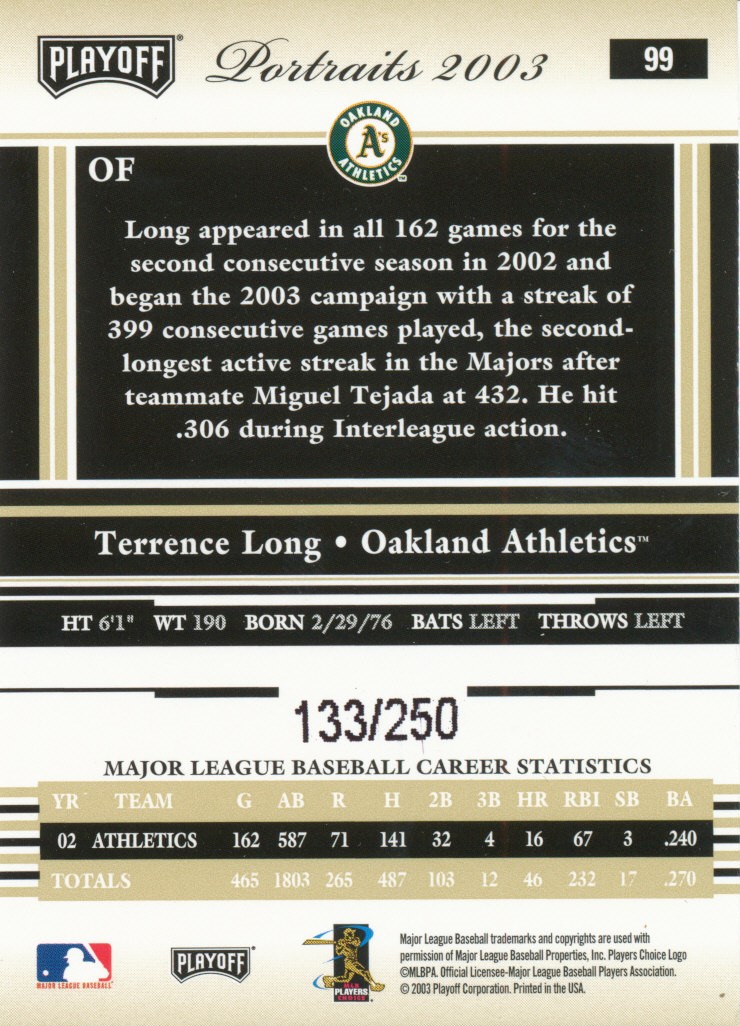 PLAYOFF
Portraits 2003
99
OAKLAND
A's
ATHLETICS
OF
Long appeared in all 162 games for the
second consecutive season in 2002 and
began the 2003 campaign with a streak of
399 consecutive games played, the second-
longest active streak in the Majors after
teammate Miguel Tejada at 432. He hit
.306 during Interleague action.
Terrence Long • Oakland Athletics™
HT 6'1" WT 190 BORN 2/29/76 BATS LEFT THROWS LEFT
133/250
MAJOR LEAGUE BASEBALL CAREER STATISTICS
YR TEAM G AB R H 2B 3B HR RBI SB BA
02 ATHLETICS 162 587 71 141 32 4 16 67 3 .240
TOTALS 465 1803 265 487 103 12 46 232 17 .270
MAJOR LEAGUE BASEBALL
PLAYOFF
MLB
PLAYERS
CHOICE
Major League Baseball trademarks and copyrights are used with
permission of Major League Baseball Properties, Inc. Players Choice Logo
©MLBPA. Official Licensee-Major League Baseball Players Association.
© 2003 Playoff Corporation. Printed in the USA.